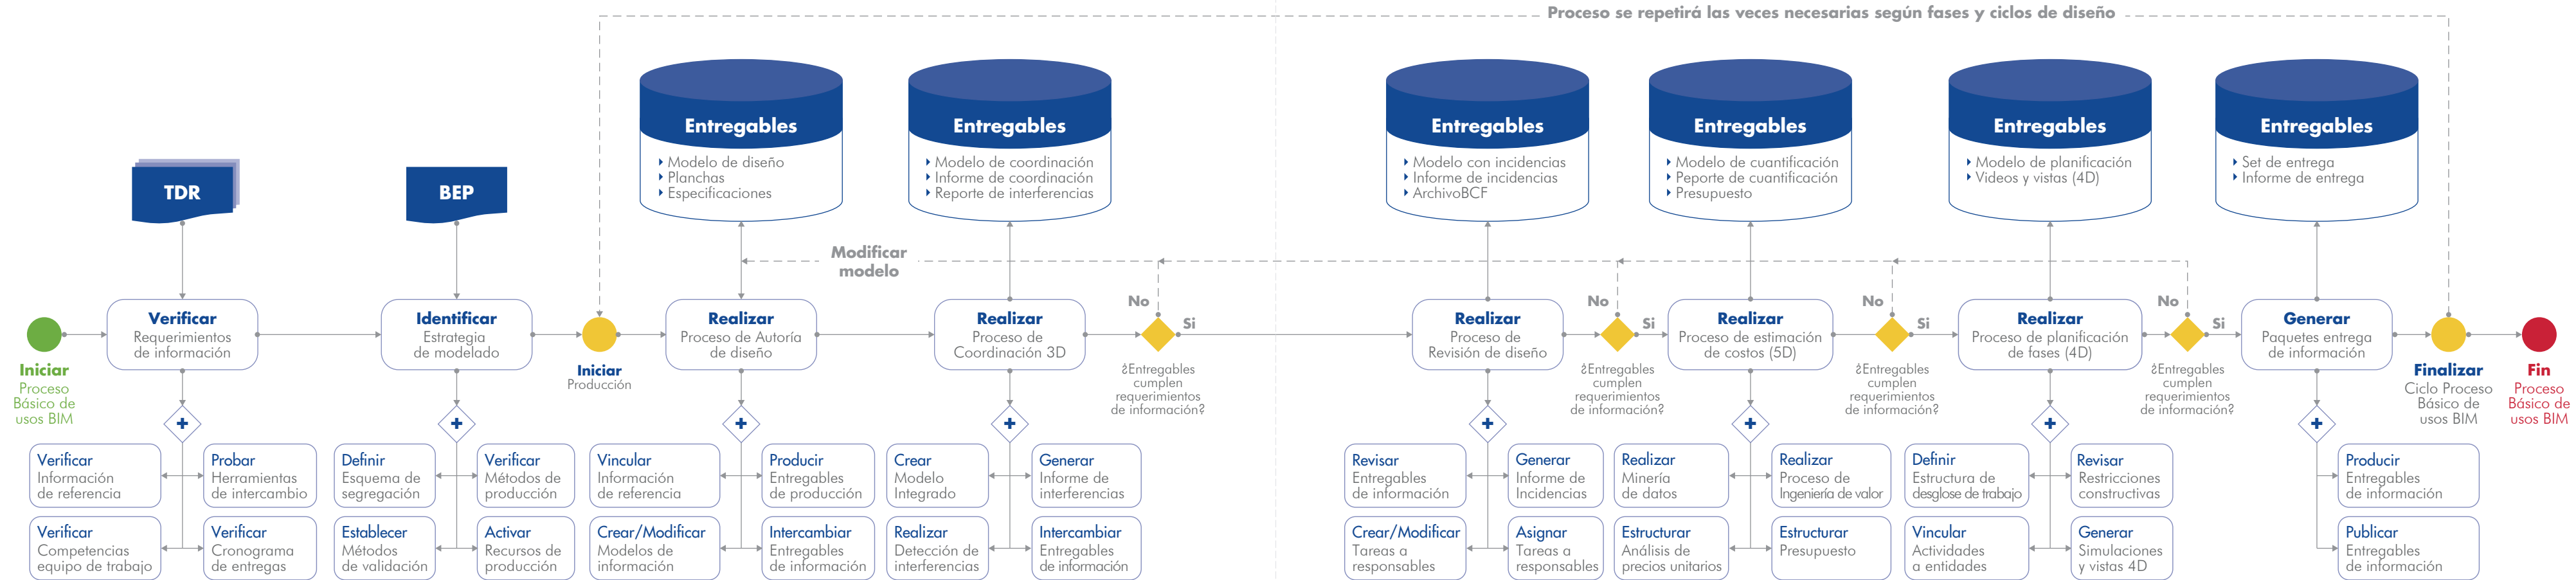 Proceso se repetirá las veces necesarias según fases y ciclos de diseño
Entregables
Modelo de diseño
Planchas
Especificaciones
Entregables
Modelo de coordinación
Informe de coordinación
Reporte de interferencias
Entregables
Modelo con incidencias
Informe de incidencias
ArchivoBCF
Entregables
Modelo de cuantificación
Peporte de cuantificación
Presupuesto
Entregables
Modelo de planificación
Videos y vistas (4D)
Entregables
Set de entrega
Informe de entrega
TDR
BEP
Modificar
modelo
Iniciar
Proceso
Básico de
usos BIM
Verificar
Requerimientos
de información
Identificar
Estrategia
de modelado
Iniciar
Producción
Realizar
Proceso de Autoría
de diseño
Realizar
Proceso de
Coordinación 3D
No
Si
¿Entregables
cumplen
requerimientos
de información?
Realizar
Proceso de
Revisión de diseño
No
Si
¿Entregables
cumplen
requerimientos
de información?
Realizar
Proceso de estimación
de costos (5D)
No
Si
¿Entregables
cumplen
requerimientos
de información?
Realizar
Proceso de planificación
de fases (4D)
No
Si
¿Entregables
cumplen
requerimientos
de información?
Generar
Paquetes entrega
de información
Finalizar
Ciclo Proceso
Básico de
usos BIM
Fin
Proceso
Básico de
usos BIM
Verificar
Información
de referencia
Probar
Herramientas
de intercambio
Verificar
Competencias
equipo de trabajo
Verificar
Cronograma
de entregas
Definir
Esquema de
segregación
Verificar
Métodos de
producción
Establecer
Métodos
de validación
Activar
Recursos de
producción
Vincular
Información
de referencia
Producir
Entregables
de producción
Crear/Modificar
Modelos de
información
Intercambiar
Entregables
de información
Crear
Modelo
Integrado
Generar
Informe de
interferencias
Realizar
Detección de
interferencias
Intercambiar
Entregables
de información
Revisar
Entregables
de información
Generar
Informe de
Incidencias
Crear/Modificar
Tareas a
responsables
Asignar
Tareas a
responsables
Realizar
Minería
de datos
Realizar
Proceso de
Ingeniería de valor
Estructurar
Análisis de
precios unitarios
Estructurar
Presupuesto
Definir
Estructura de
desglose de trabajo
Revisar
Restricciones
constructivas
Vincular
Actividades
a entidades
Generar
Simulaciones
y vistas 4D
Producir
Entregables
de información
Publicar
Entregables
de información